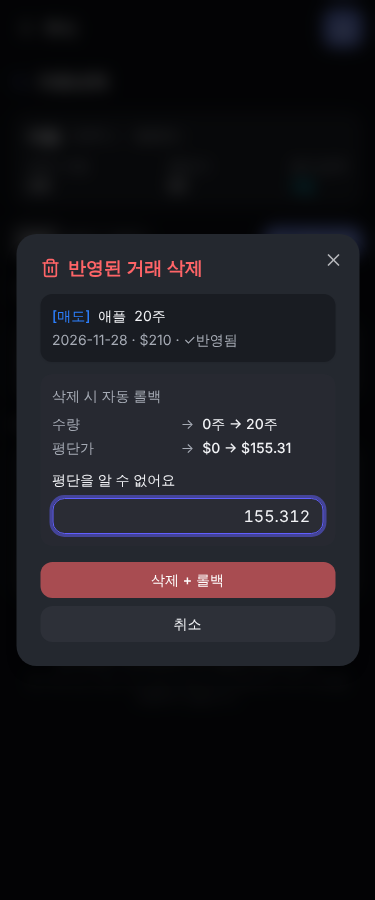 반영된 거래 삭제
[매도] 애플 20주
2026-11-28 · $210 · ✓반영됨
삭제 시 자동 롤백
수량 → 0주 → 20주
평단가 → $0 → $155.31
평단을 알 수 없어요
155.312
삭제 + 롤백
취소